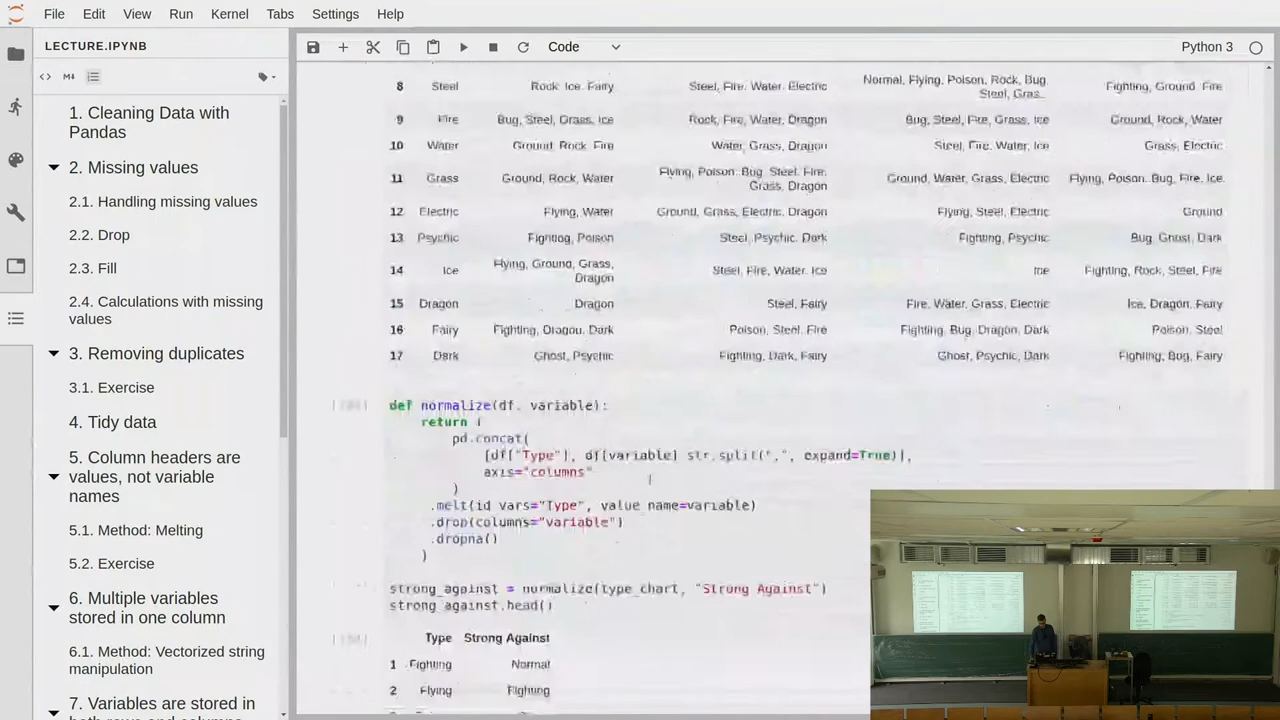 File Edit View Run Kernel Tabs Settings Help
LECTURE.IPYNB
Code
Python 3
1. Cleaning Data with
Pandas
2. Missing values
2.1. Handling missing values
2.2. Drop
2.3. Fill
2.4. Calculations with missing
values
3. Removing duplicates
3.1. Exercise
4. Tidy data
5. Column headers are
values, not variable
names
5.1. Method: Melting
5.2. Exercise
6. Multiple variables
stored in one column
6.1. Method: Vectorized string
manipulation
7. Variables are stored in
both rows and columns
8 Steel Rock, Ice, Fairy Steel, Fire, Water, Electric Normal, Flying, Poison, Rock, Bug,
Steel, Gras... Fighting, Ground, Fire
9 Fire Bug, Steel, Grass, Ice Rock, Fire, Water, Dragon Bug, Steel, Fire, Grass, Ice Ground, Rock, Water
10 Water Ground, Rock, Fire Water, Grass, Dragon Steel, Fire, Water, Ice Grass, Electric
11 Grass Ground, Rock, Water Flying, Poison, Bug, Steel, Fire,
Grass, Dragon Ground, Water, Grass, Electric Flying, Poison, Bug, Fire, Ice
12 Electric Flying, Water Ground, Grass, Electric, Dragon Flying, Steel, Electric Ground
13 Psychic Fighting, Poison Steel, Psychic, Dark Fighting, Psychic Bug, Ghost, Dark
14 Ice Flying, Ground, Grass,
Dragon Steel, Fire, Water, Ice Ice Fighting, Rock, Steel, Fire
15 Dragon Dragon Steel, Fairy Fire, Water, Grass, Electric Ice, Dragon, Fairy
16 Fairy Fighting, Dragon, Dark Poison, Steel, Fire Fighting, Bug, Dragon, Dark Poison, Steel
17 Dark Ghost, Psychic Fighting, Dark, Fairy Ghost, Psychic, Dark Fighting, Bug, Fairy
def normalize(df, variable):
return (
pd.concat(
[df["Type"], df[variable].str.split(",", expand=True)],
axis="columns"
)
.melt(id_vars="Type", value_name=variable)
.drop(columns="variable")
.dropna()
)
strong_against = normalize(type_chart, "Strong Against")
strong_against.head()
Type Strong Against
1 Fighting Normal
2 Flying Fighting